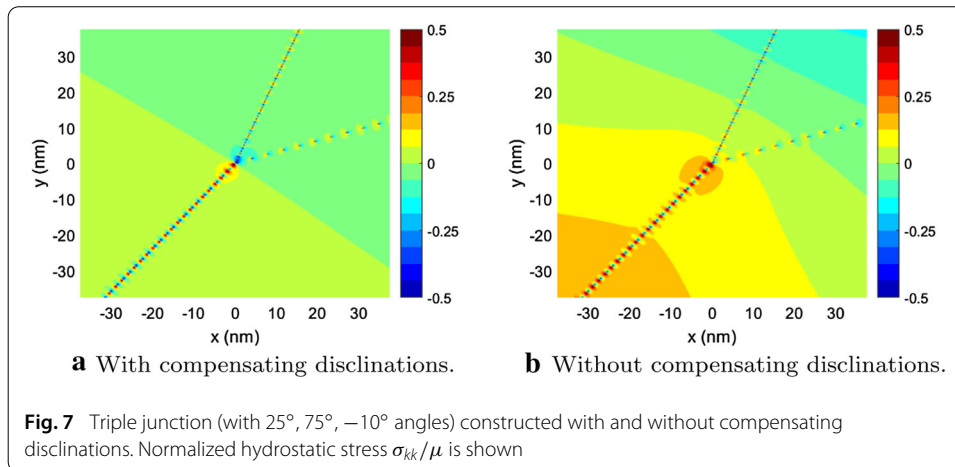 30
20
10
0
-10
-20
-30
y (nm)
-30 -20 -10 0 10 20 30
x (nm)
0.5
0.25
0
-0.25
-0.5
a With compensating disclinations.
30
20
10
0
-10
-20
-30
y (nm)
-30 -20 -10 0 10 20 30
x (nm)
0.5
0.25
0
-0.25
-0.5
b Without compensating disclinations.
Fig. 7 Triple junction (with 25°, 75°, −10° angles) constructed with and without compensating
disclinations. Normalized hydrostatic stress σkk/μ is shown